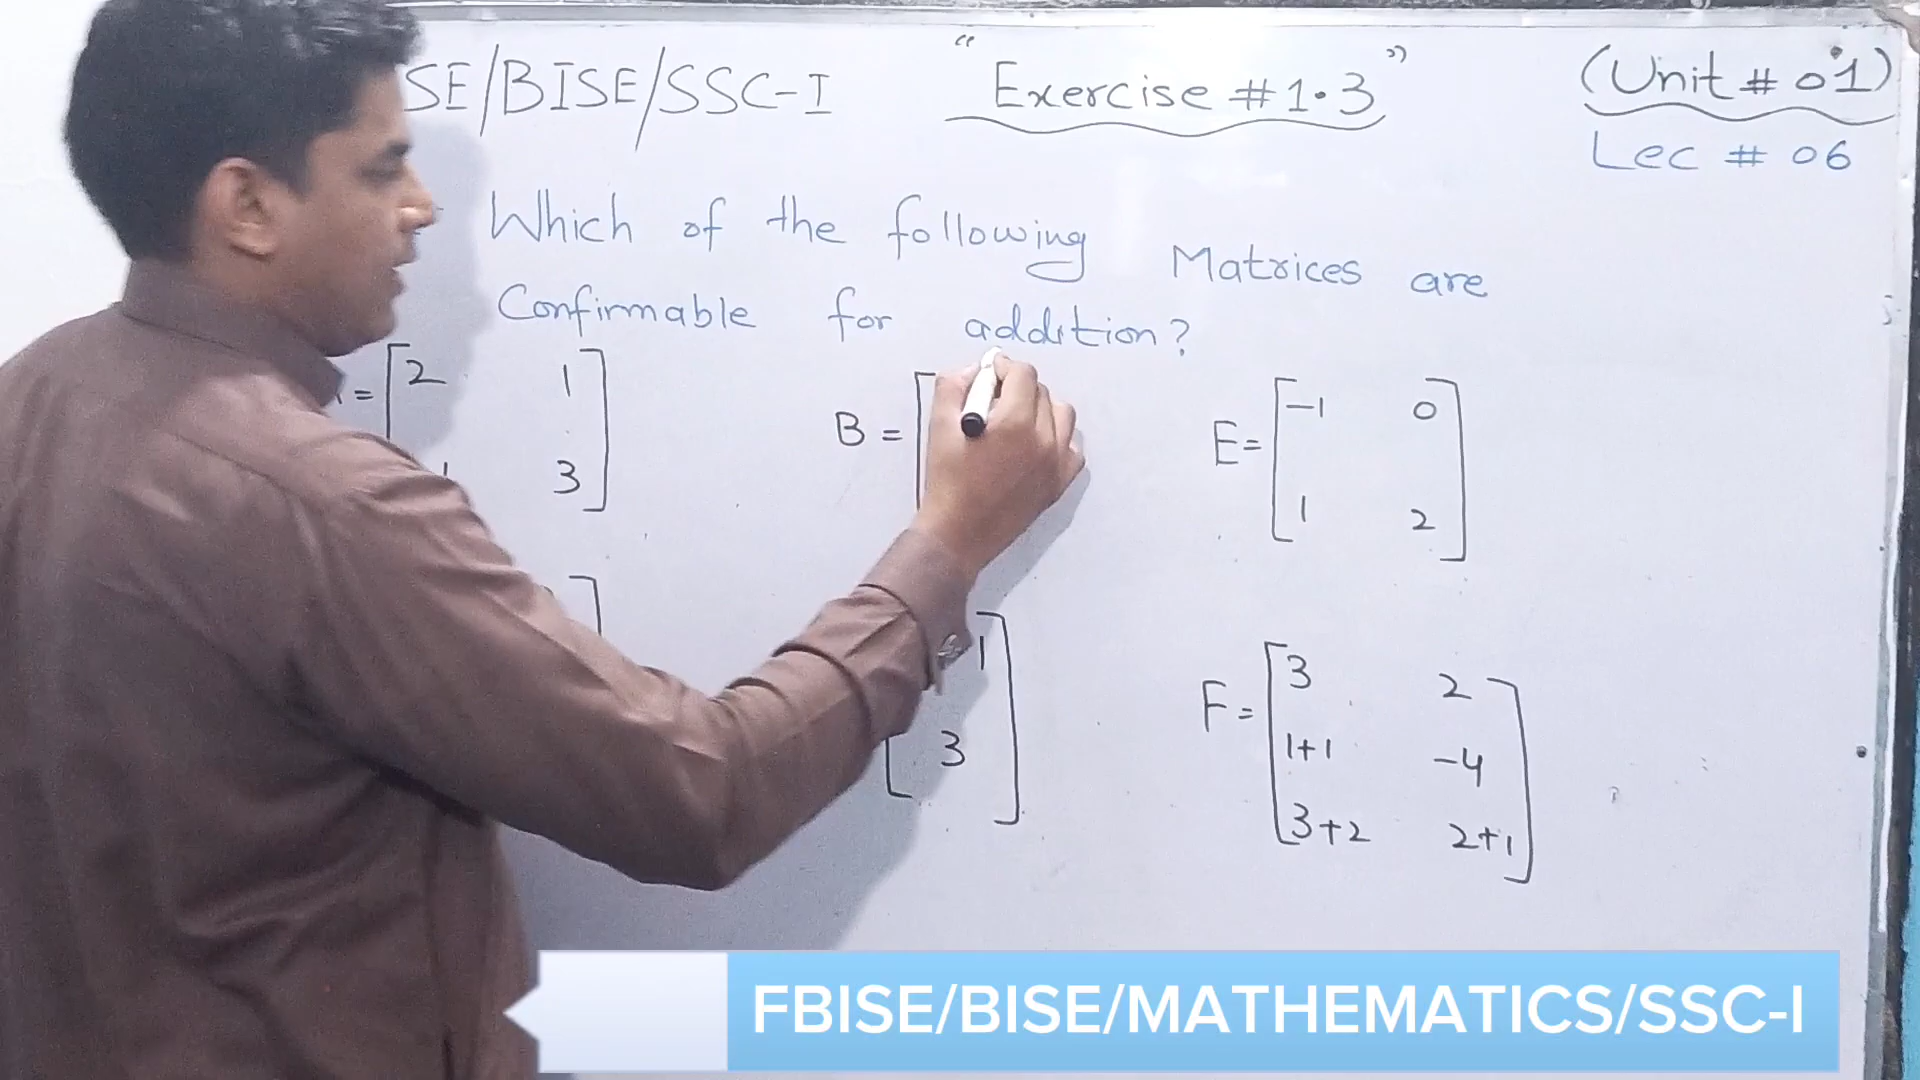 SE/BISE/SSC-I "Exercise # 1.3" (Unit # 01)
Lec # 06
Which of the following Matrices are
Confirmable for addition?
= [2 1
3]
B = [
E = [-1 0
1 2]
1
3]
F = [3 2
1+1 -4
3+2 2+1]
FBISE/BISE/MATHEMATICS/SSC-I